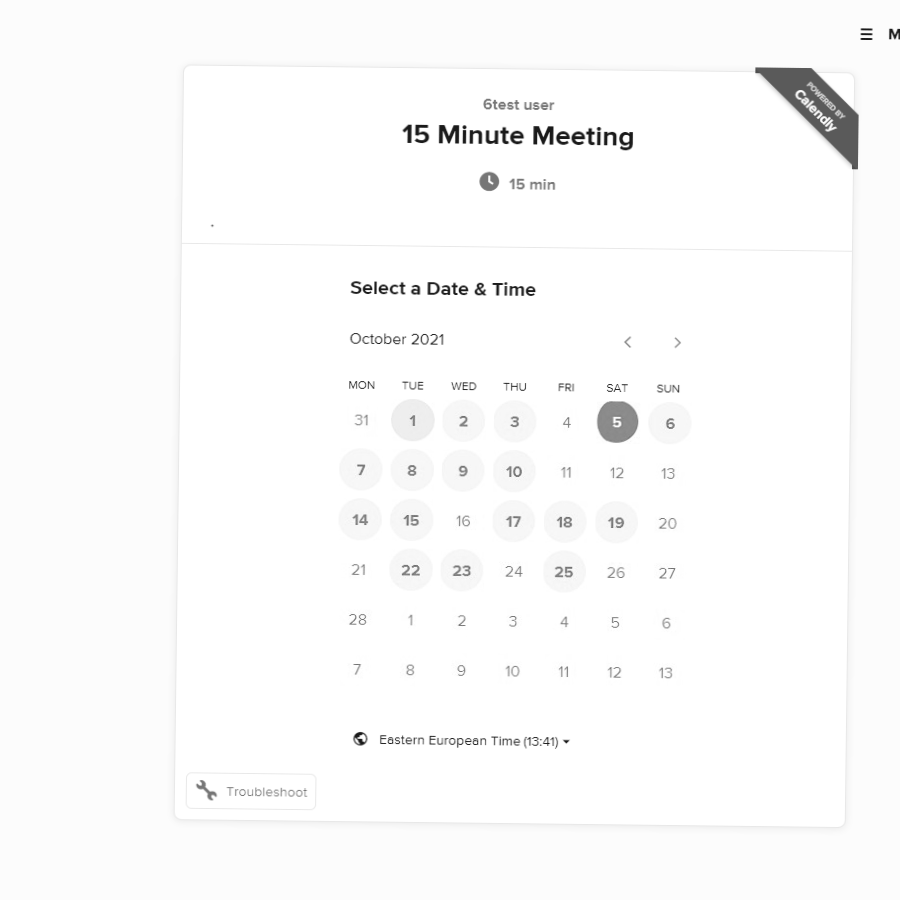 ☰ M
POWERED BY
Calendly
6test user
15 Minute Meeting
15 min
.
Select a Date & Time
October 2021
MON TUE WED THU FRI SAT SUN
31 1 2 3 4 5 6
7 8 9 10 11 12 13
14 15 16 17 18 19 20
21 22 23 24 25 26 27
28 1 2 3 4 5 6
7 8 9 10 11 12 13
Eastern European Time (13:41)
Troubleshoot